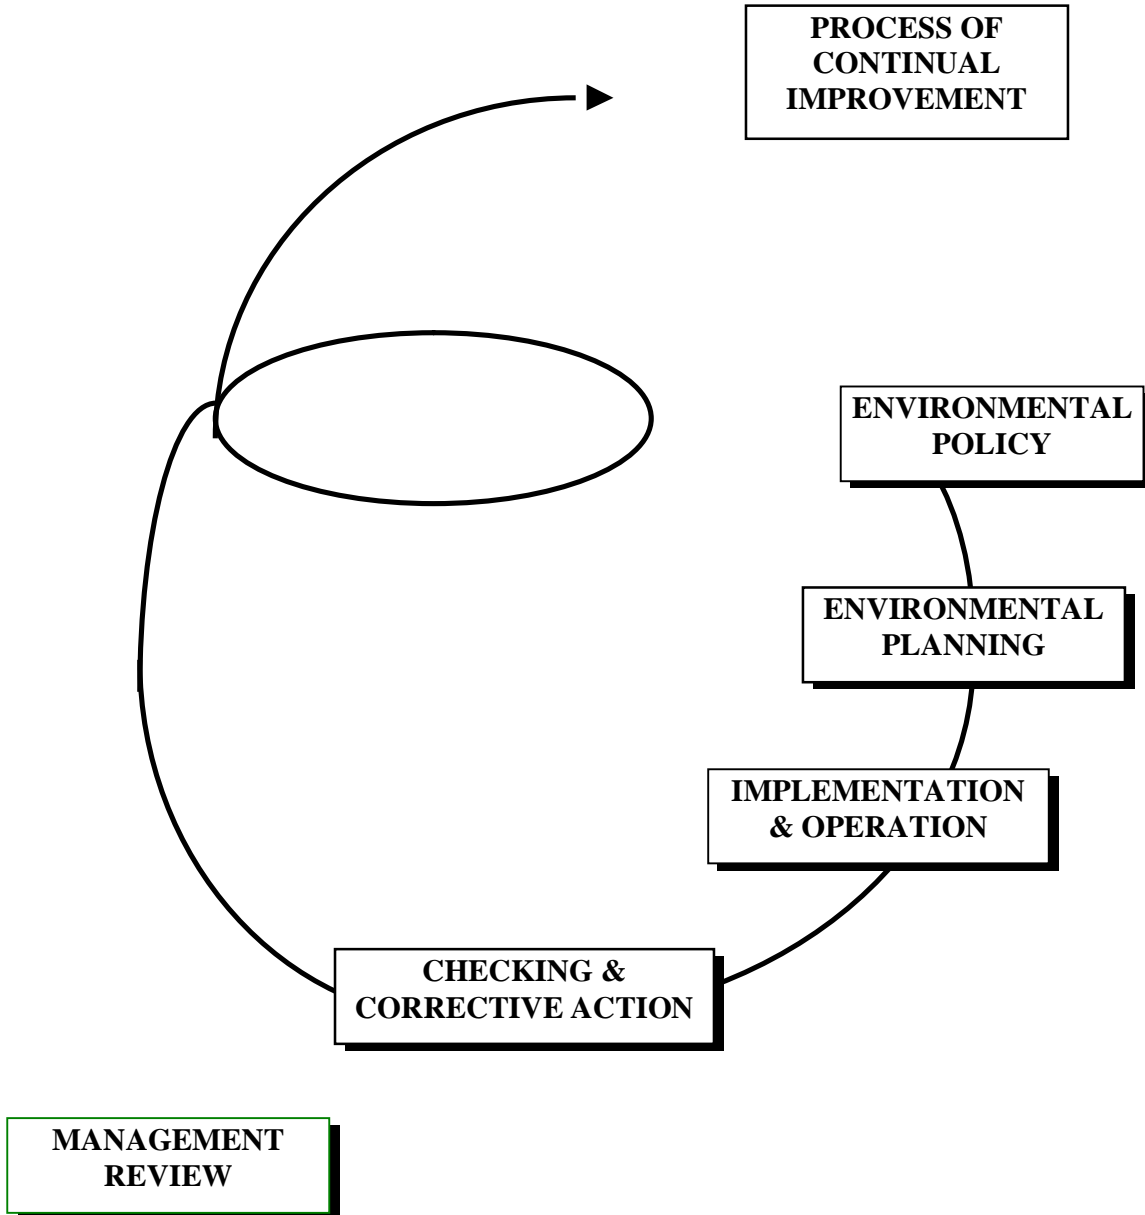 PROCESS OF
CONTINUAL
IMPROVEMENT
ENVIRONMENTAL
POLICY
ENVIRONMENTAL
PLANNING
IMPLEMENTATION
& OPERATION
CHECKING &
CORRECTIVE ACTION
MANAGEMENT
REVIEW